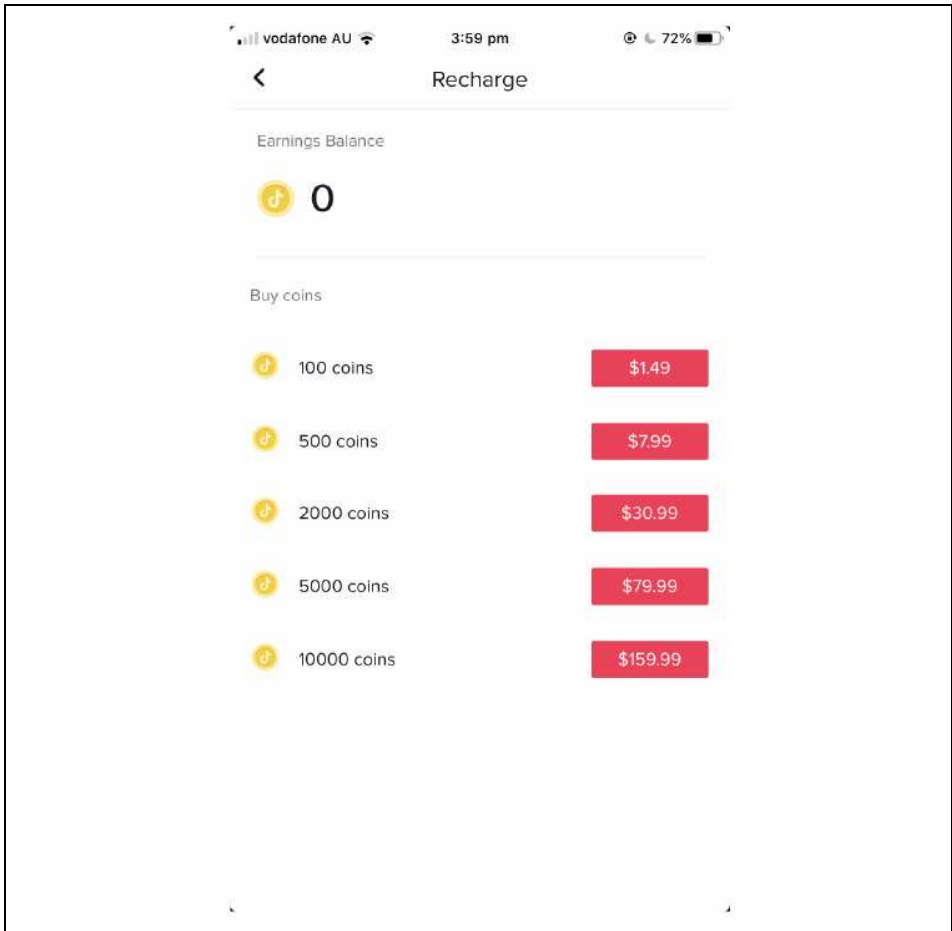 vodafone AU 3:59 pm 72%
Recharge
Earnings Balance
0
Buy coins
100 coins $1.49
500 coins $7.99
2000 coins $30.99
5000 coins $79.99
10000 coins $159.99